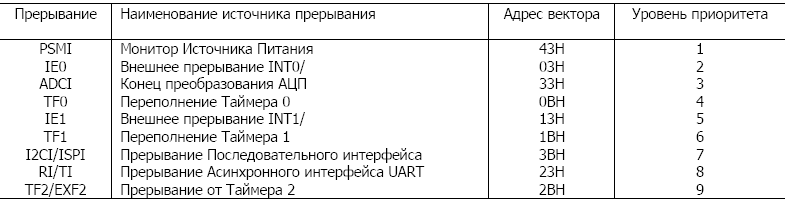 Прерывание Наименование источника прерывания Адрес вектора Уровень приоритета
PSMI Монитор Источника Питания 43H 1
IE0 Внешнее прерывание INT0/ 03H 2
ADCI Конец преобразования АЦП 33H 3
TF0 Переполнение Таймера 0 0BH 4
IE1 Внешнее прерывание INT1/ 13H 5
TF1 Переполнение Таймера 1 1BH 6
I2CI/ISPI Прерывание Последовательного интерфейса 3BH 7
RI/TI Прерывание Асинхронного интерфейса UART 23H 8
TF2/EXF2 Прерывание от Таймера 2 2BH 9